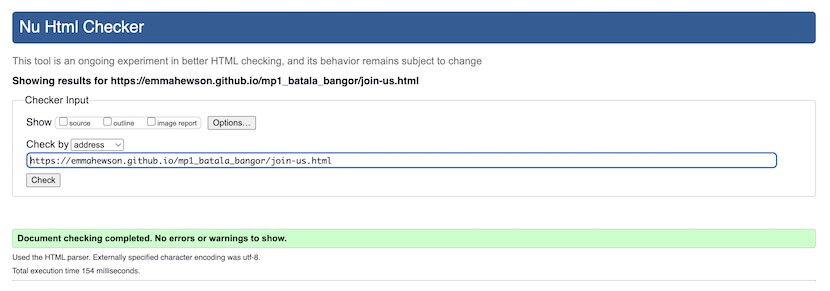 Nu Html Checker
This tool is an ongoing experiment in better HTML checking, and its behavior remains subject to change
Showing results for https://emmahewson.github.io/mp1_batala_bangor/join-us.html
Checker Input
Show source outline image report Options...
Check by address
https://emmahewson.github.io/mp1_batala_bangor/join-us.html
Check
Document checking completed. No errors or warnings to show.
Used the HTML parser. Externally specified character encoding was utf-8.
Total execution time 154 milliseconds.